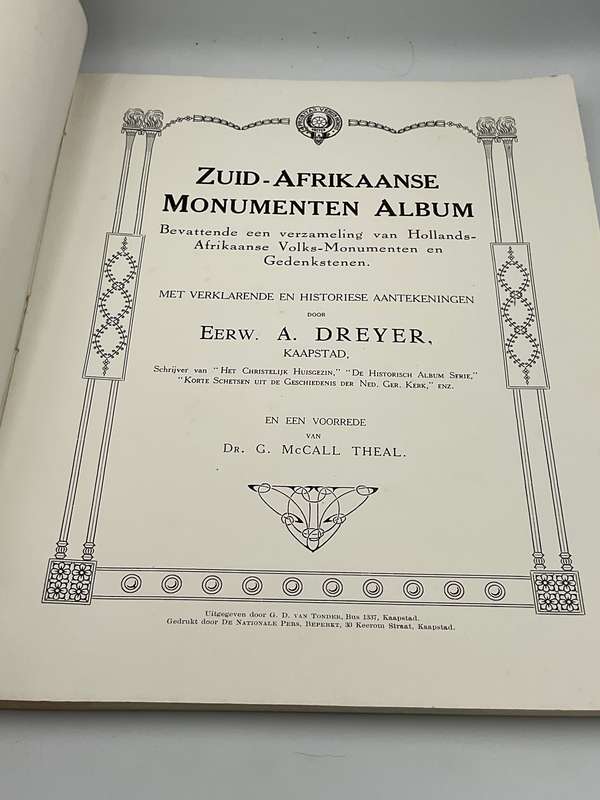 ZUID-AFRIKAANSE
MONUMENTEN ALBUM
Bevattende een verzameling van Hollands-
Afrikaanse Volks-Monumenten en
Gedenkstenen.
MET VERKLARENDE EN HISTORIESE AANTEKENINGEN
DOOR
EERW. A. DREYER,
KAAPSTAD,
Schrijver van "Het Christelijk Huisgezin," "De Historisch Album Serie,"
"Korte Schetsen uit de Geschiedenis der Ned. Ger. Kerk," enz.
EN EEN VOORREDE
VAN
DR. G. McCALL THEAL.
Uitgegeven door G. D. van Tonder, Bus 1337, Kaapstad.
Gedrukt door De Nationale Pers, Beperkt, 30 Keerom Straat, Kaapstad.